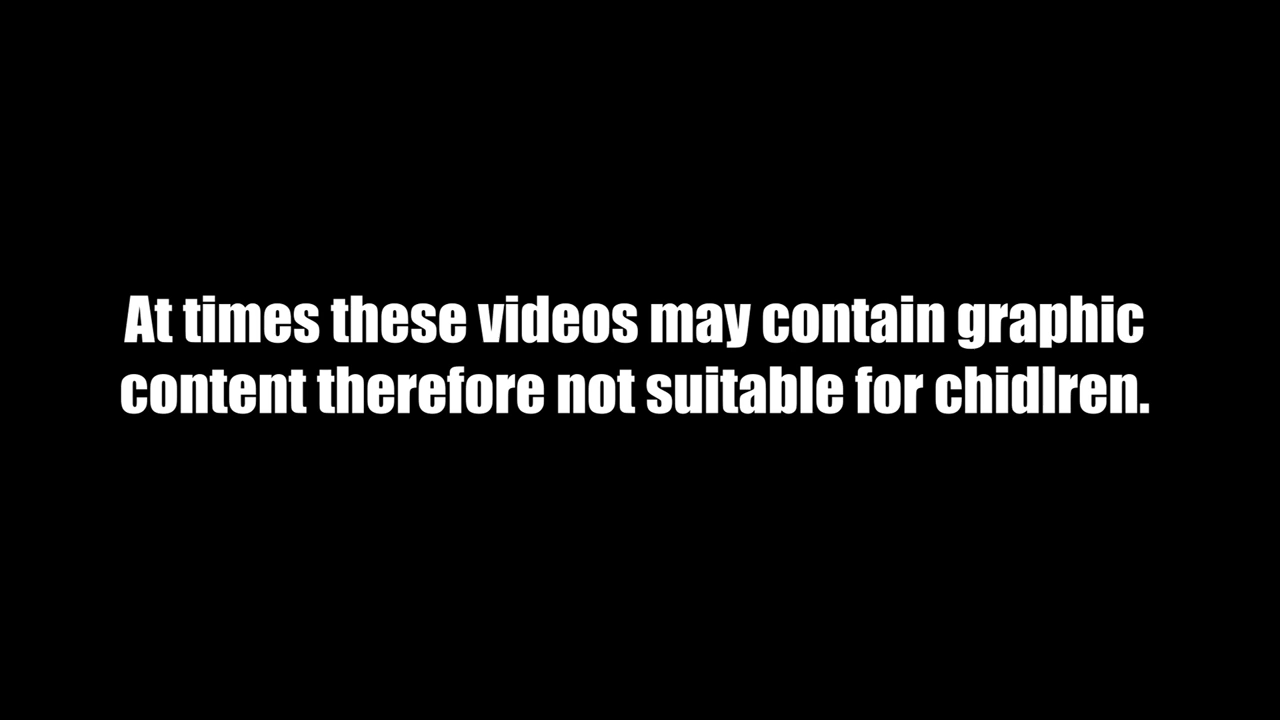 At times these videos may contain graphic
content therefore not suitable for chidlren.